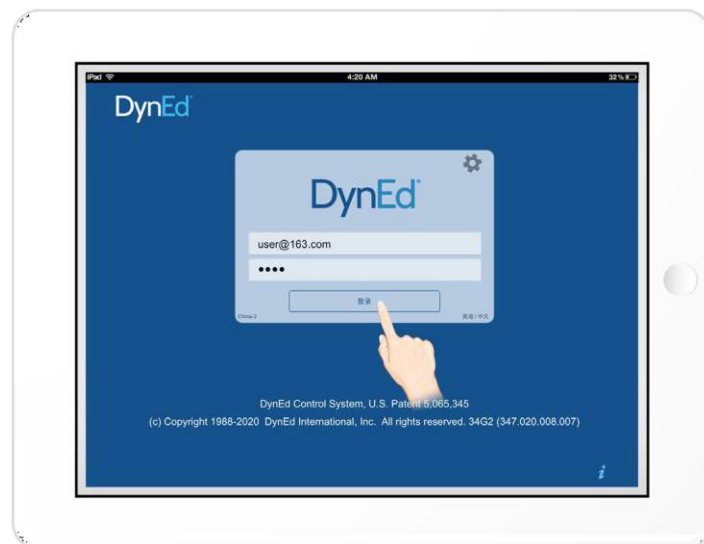 iPad 4:20 AM 32%
DynEd
DynEd
user@163.com
••••
登录
China-2 英语 / 中文
DynEd Control System, U.S. Patent 5,065,345
(c) Copyright 1988-2020 DynEd International, Inc. All rights reserved. 34G2 (347.020.008.007)
i